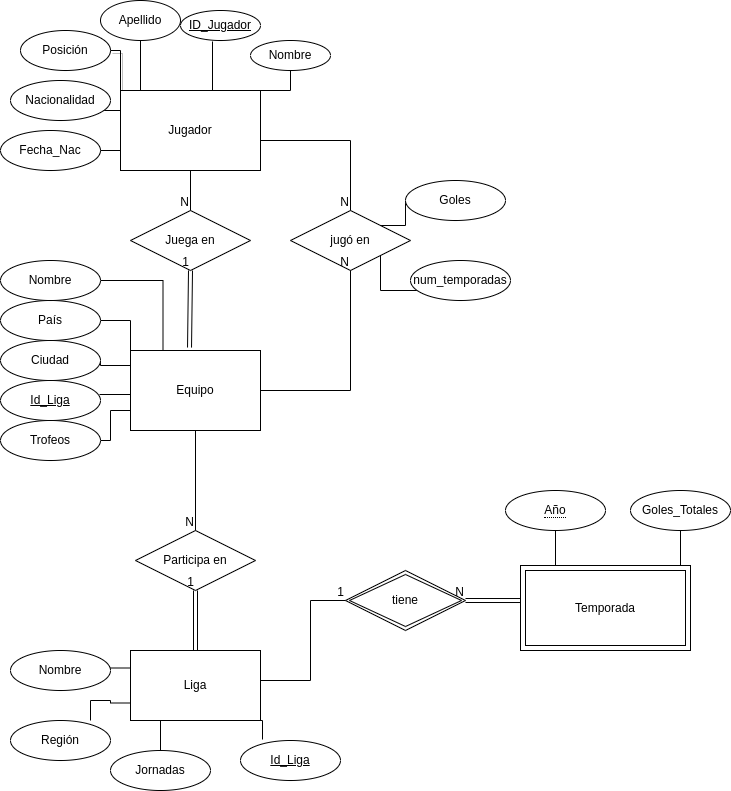 Apellido
ID_Jugador
Posición
Nombre
Nacionalidad
Jugador
Fecha_Nac
N
N
Goles
Juega en
jugó en
1
N
Nombre
num_temporadas
País
Ciudad
Equipo
Id_Liga
Trofeos
Año
Goles_Totales
N
Participa en
1
1
N
tiene
Temporada
Nombre
Liga
Región
Jornadas
Id_Liga